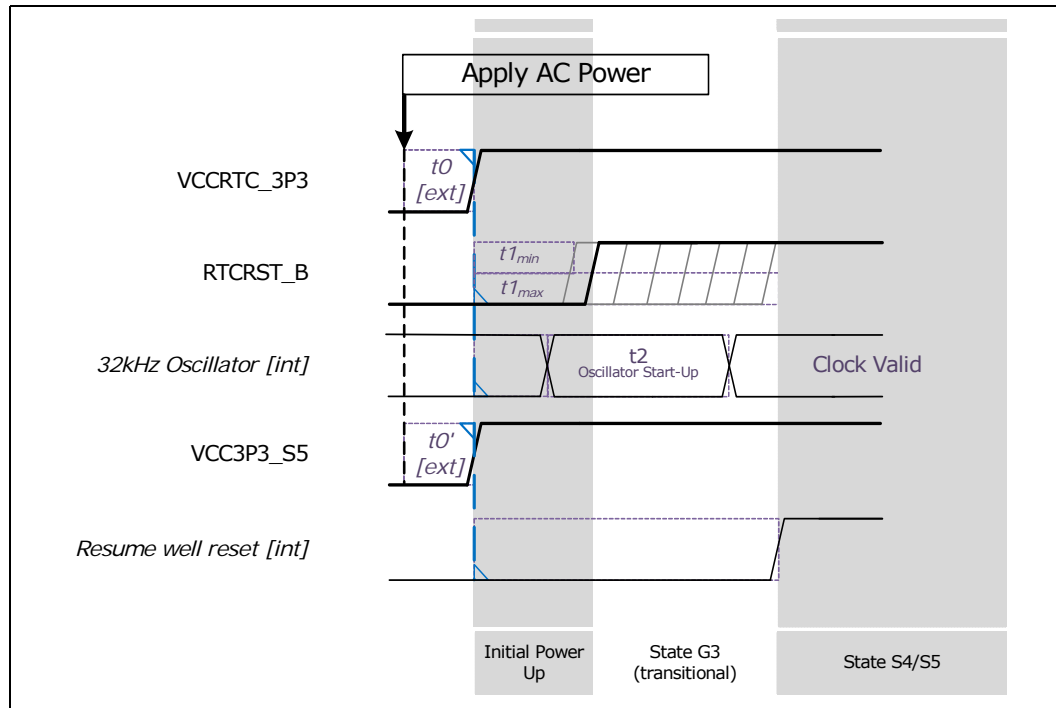 Apply AC Power
VCCRTC_3P3
t0
[ext]
RTCRST_B
t1min
t1max
32kHz Oscillator [int]
t2
Oscillator Start-Up
Clock Valid
VCC3P3_S5
t0'
[ext]
Resume well reset [int]
Initial Power
Up
State G3
(transitional)
State S4/S5